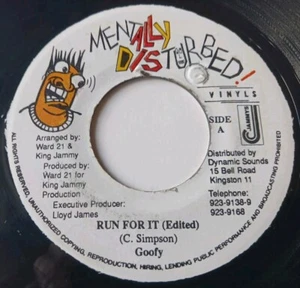 MENTALLY
DISTURBED!
VINYLS
Arranged by:
Ward 21 &
King Jammy
Produced by:
Ward 21 for
King Jammy
Production
Executive Producer:
Lloyd James
SIDE
A
JAMMYS
Distributed by
Dynamic Sounds
15 Bell Road
Kingston 11
Telephone:
923-9138-9
923-9168
RUN FOR IT (Edited)
(C. Simpson)
Goofy
ALL RIGHTS RESERVED, UNAUTHORIZED COPYING, REPRODUCTION, HIRING, LENDING PUBLIC PERFORMANCE AND BROADCASTING PROHIBITED